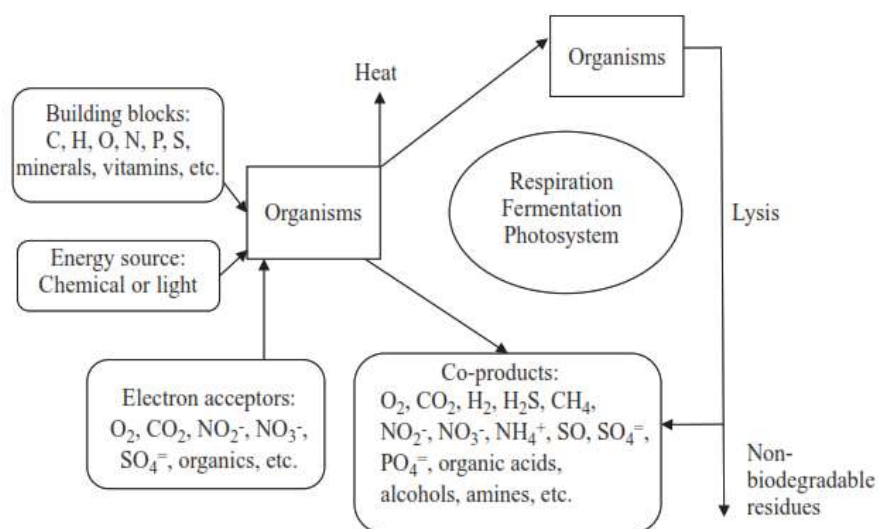 Heat
Organisms
Building blocks:
C, H, O, N, P, S,
minerals, vitamins, etc.
Organisms
Respiration
Fermentation
Photosystem
Lysis
Energy source:
Chemical or light
Electron acceptors:
O₂, CO₂, NO₂⁻, NO₃⁻,
SO₄⁼, organics, etc.
Co-products:
O₂, CO₂, H₂, H₂S, CH₄,
NO₂⁻, NO₃⁻, NH₄⁺, SO, SO₄⁼,
PO₄⁼, organic acids,
alcohols, amines, etc.
Non-
biodegradable
residues